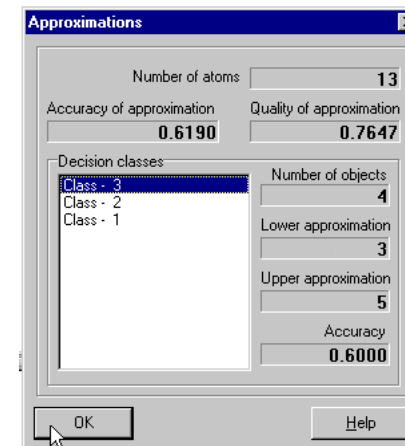 Approximations
Number of atoms 13
Accuracy of approximation Quality of approximation
0.6190 0.7647
Decision classes
Class - 3
Class - 2
Class - 1
Number of objects
4
Lower approximation
3
Upper approximation
5
Accuracy
0.6000
OK Help